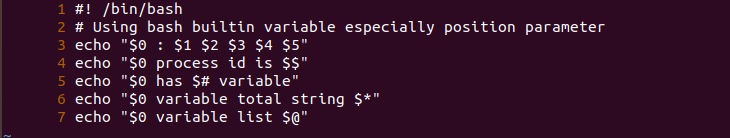 1 #! /bin/bash
2 # Using bash builtin variable especially position parameter
3 echo "$0 : $1 $2 $3 $4 $5"
4 echo "$0 process id is $$"
5 echo "$0 has $# variable"
6 echo "$0 variable total string $*"
7 echo "$0 variable list $@"
~